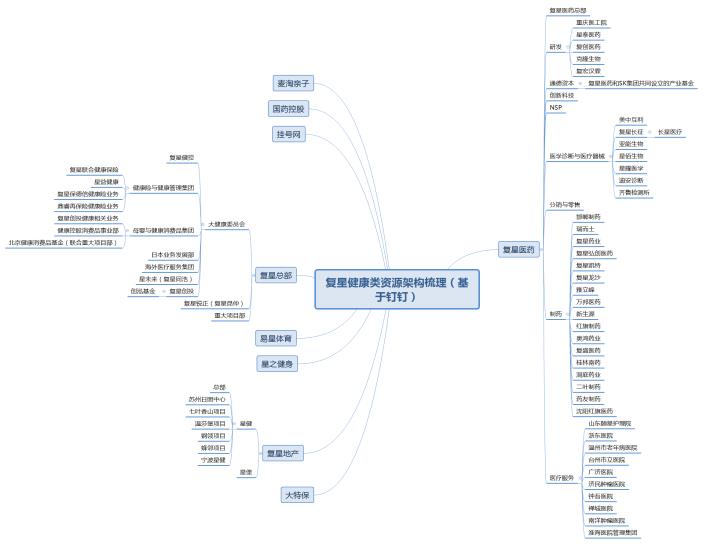 复星健康类资源架构梳理（基
于钉钉）
麦淘亲子
国药控股
挂号网
复星总部
大健康委员会
复星健控
健康险与健康管理集团
复星联合健康保险
星益健康
复星保德信健康险业务
鼎睿再保险健康险业务
母婴与健康消费品集团
复星创投健康相关业务
健康控股消费品事业部
北京健康消费品基金（联合重大项目部）
日本业务发展部
海外医疗服务集团
星未来（复星同浩）
复星创投
创泓基金
复星锐正（复星昆仲）
重大项目部
易星体育
星之健身
复星地产
星健
总部
苏州日照中心
七叶香山项目
温莎堡项目
钢领项目
蜂邻项目
宁波星健
星堡
大特保
复星医药
复星医药总部
研发
重庆医工院
星泰医药
复创医药
克隆生物
复宏汉霖
通德资本
复星医药和SK集团共同设立的产业基金
创新科技
NSP
医学诊断与医疗器械
美中互利
复星长征
长星医疗
亚能生物
星佰生物
星耀医学
迪安诊断
齐鲁检测所
分销与零售
制药
邯郸制药
瑞而士
复星药业
复星弘创医药
复星凯特
复星龙沙
雅立峰
万邦医药
新生源
红旗制药
奥鸿药业
复盛医药
桂林南药
洞庭药业
二叶制药
药友制药
沈阳红旗医药
医疗服务
山东颐星护理院
浙东医院
温州市老年病医院
台州市立医院
广济医院
济民肿瘤医院
钟吾医院
禅城医院
南洋肿瘤医院
淮海医院管理集团